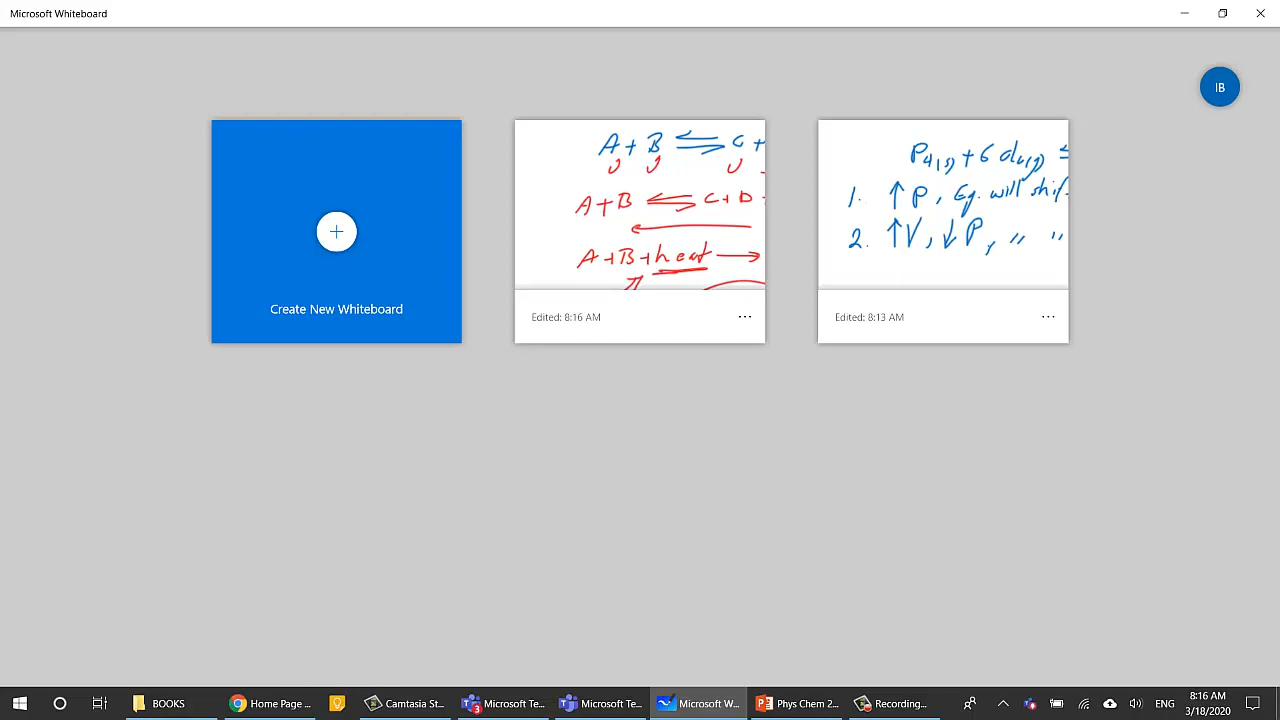 Microsoft Whiteboard
IB
A + B ⇌ C +
A + B ⇌ C + D
A + B + heat →
Edited: 8:16 AM
P4(s) + 6 Cl2(g) ⇌
1. ↑ P, Eq. will shif
2. ↑ V, ↓ P, " "
Edited: 8:13 AM
Create New Whiteboard
BOOKS
Home Page ...
Camtasia St...
3
Microsoft Te...
Microsoft Te...
Microsoft W...
Phys Chem 2...
Recording...
ENG
8:16 AM
3/18/2020